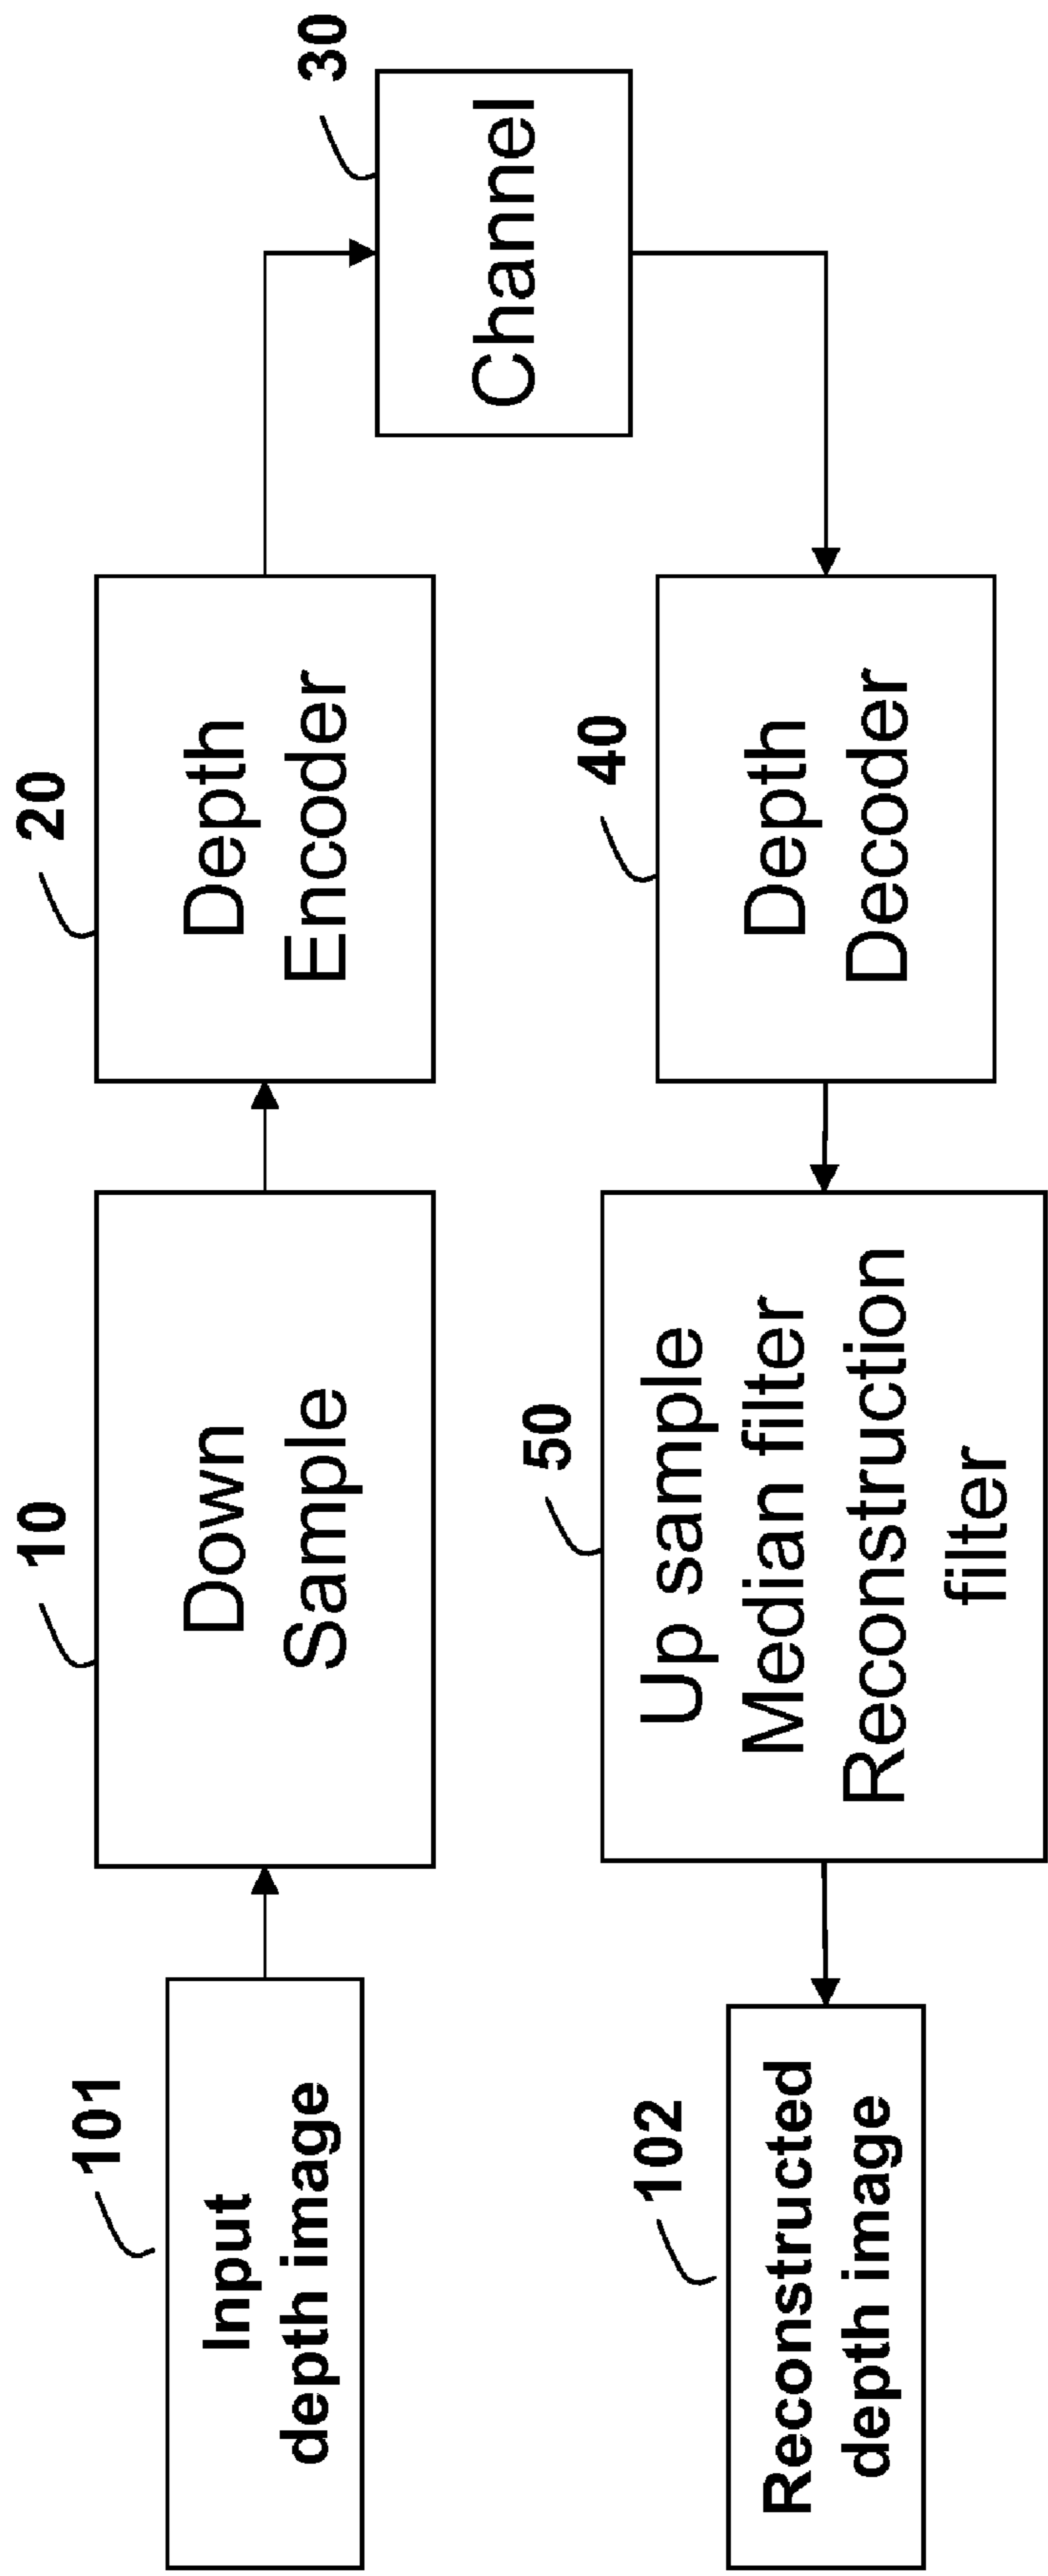 101
Input
depth image
10
Down
Sample
20
Depth
Encoder
30
Channel
40
Depth
Decoder
50
Up sample
Median filter
Reconstruction
filter
102
Reconstructed
depth image